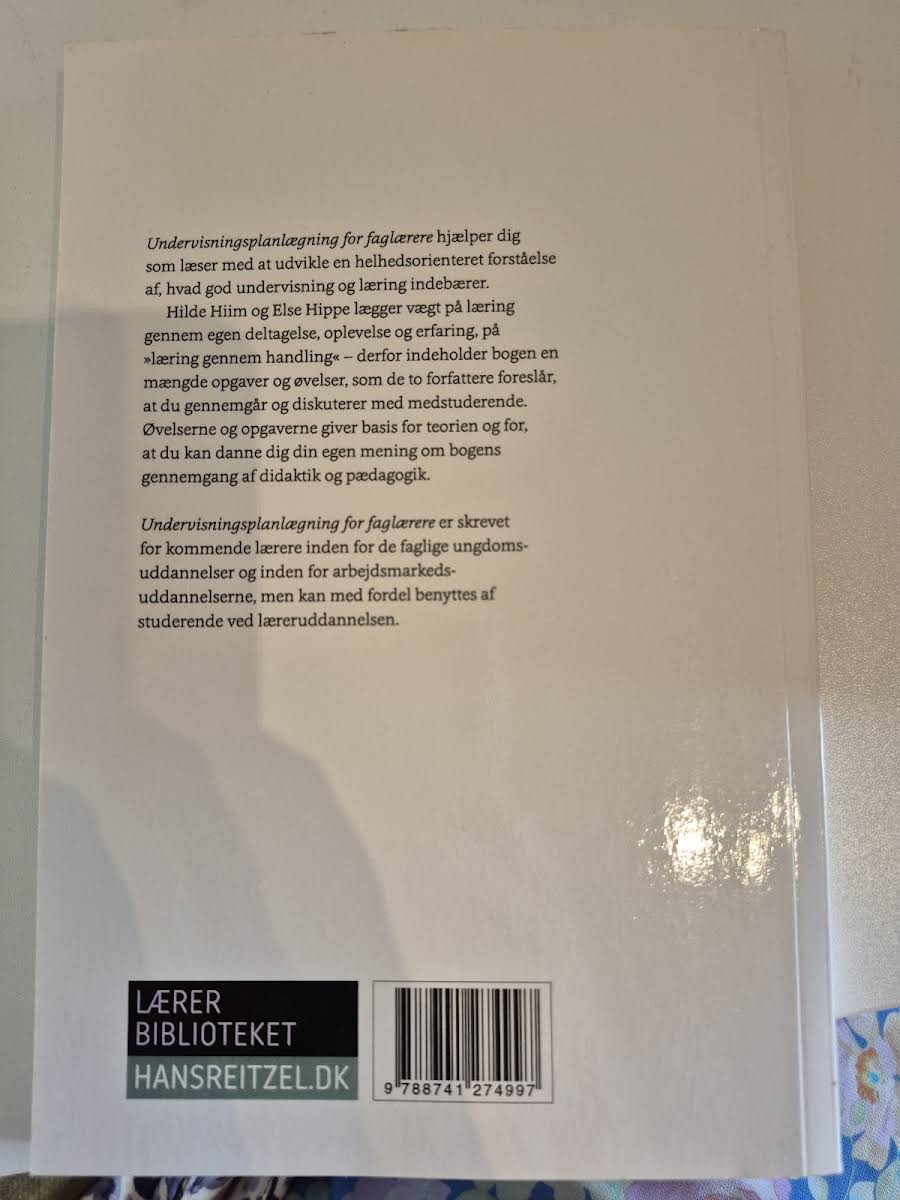 Undervisningsplanlægning for faglærere hjælper dig
som læser med at udvikle en helhedsorienteret forståelse
af, hvad god undervisning og læring indebærer.
Hilde Hiim og Else Hippe lægger vægt på læring
gennem egen deltagelse, oplevelse og erfaring, på
»læring gennem handling« – derfor indeholder bogen en
mængde opgaver og øvelser, som de to forfattere foreslår,
at du gennemgår og diskuterer med medstuderende.
Øvelserne og opgaverne giver basis for teorien og for,
at du kan danne dig din egen mening om bogens
gennemgang af didaktik og pædagogik.
Undervisningsplanlægning for faglærere er skrevet
for kommende lærere inden for de faglige ungdoms-
uddannelser og inden for arbejdsmarkeds-
uddannelserne, men kan med fordel benyttes af
studerende ved læreruddannelsen.
LÆRER
BIBLIOTEKET
HANSREITZEL.DK
9 788741 274997